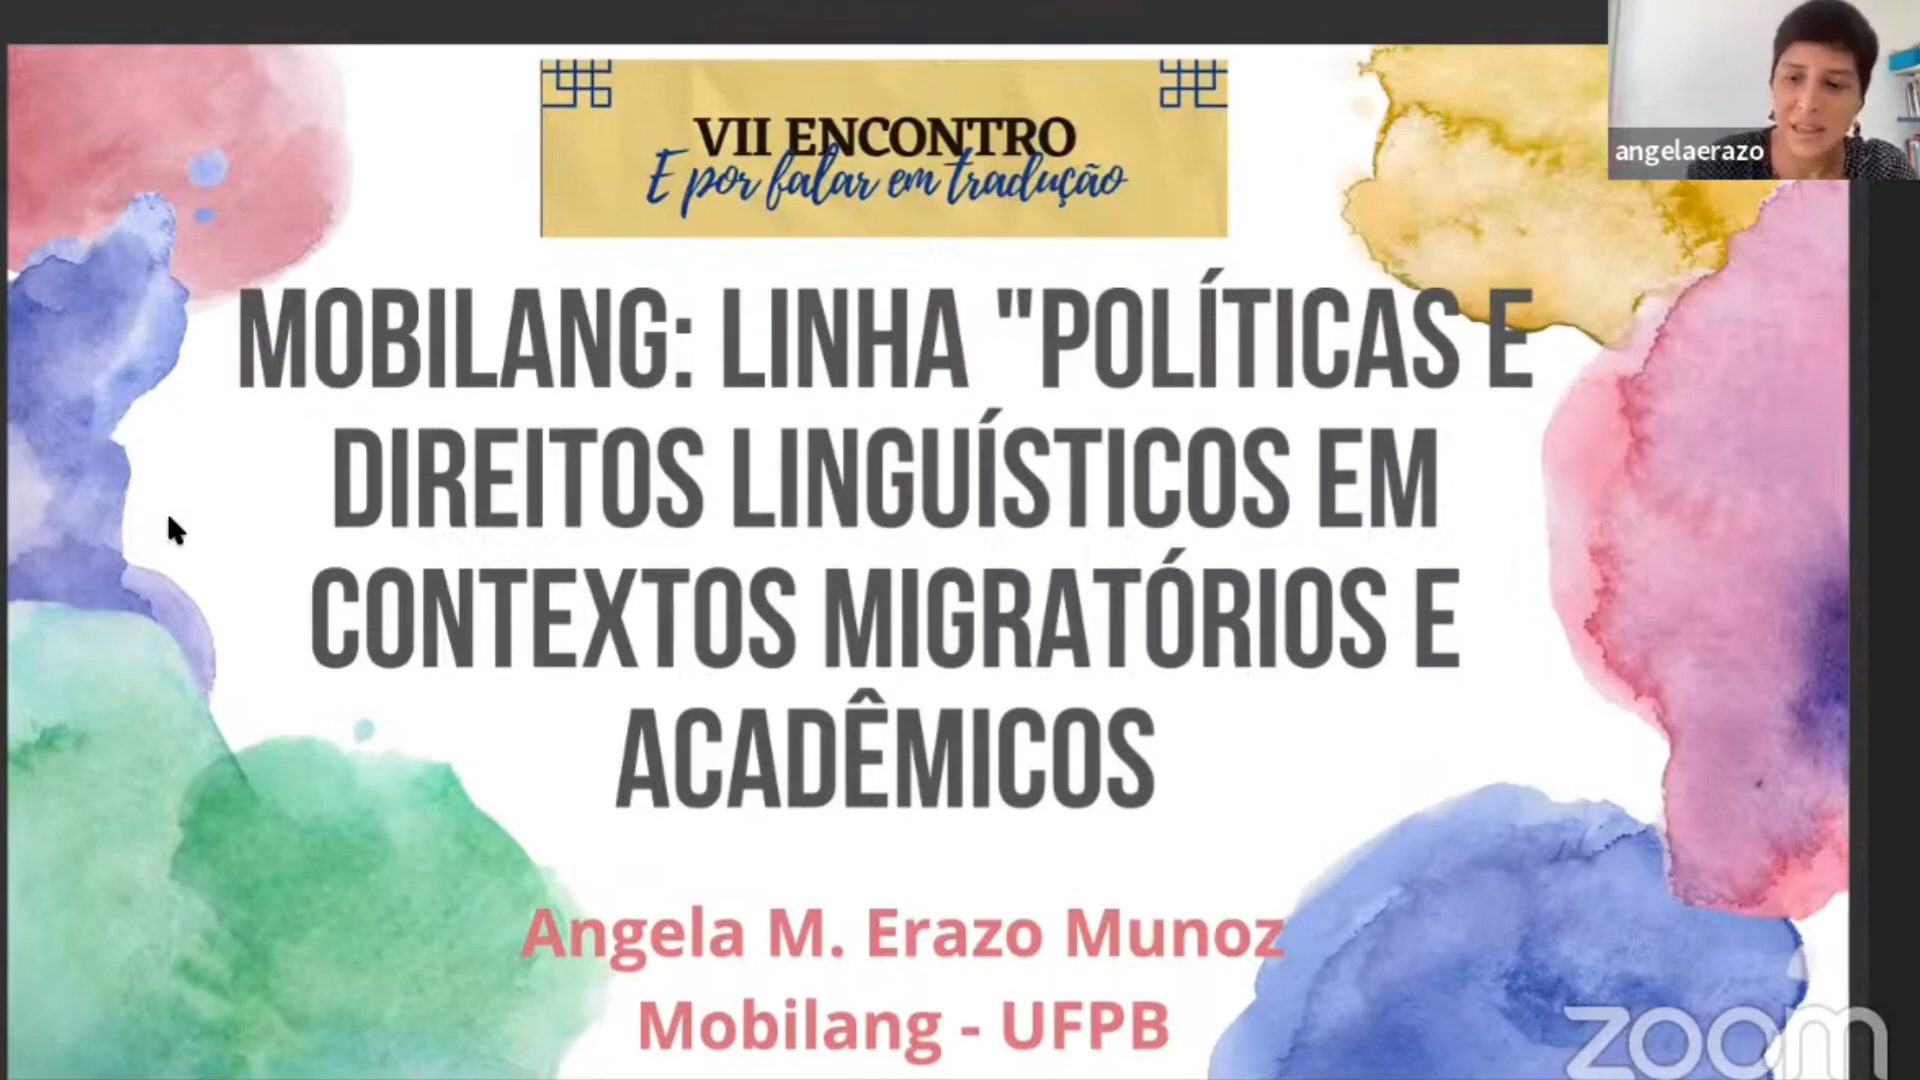 VII ENCONTRO
E por falar em tradução
angelaerazo
MOBILANG: LINHA "POLÍTICAS E
DIREITOS LINGUÍSTICOS EM
CONTEXTOS MIGRATÓRIOS E
ACADÊMICOS
Angela M. Erazo Munoz
Mobilang - UFPB
zoom